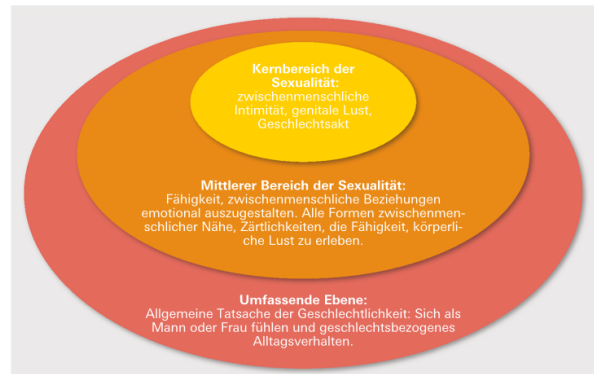 Kernbereich der
Sexualität:
zwischenmenschliche
Intimität, genitale Lust,
Geschlechtsakt
Mittlerer Bereich der Sexualität:
Fähigkeit, zwischenmenschliche Beziehungen
emotional auszugestalten. Alle Formen zwischenmen-
schlicher Nähe, Zärtlichkeiten, die Fähigkeit, körperli-
che Lust zu erleben.
Umfassende Ebene:
Allgemeine Tatsache der Geschlechtlichkeit: Sich als
Mann oder Frau fühlen und geschlechtsbezogenes
Alltagsverhalten.